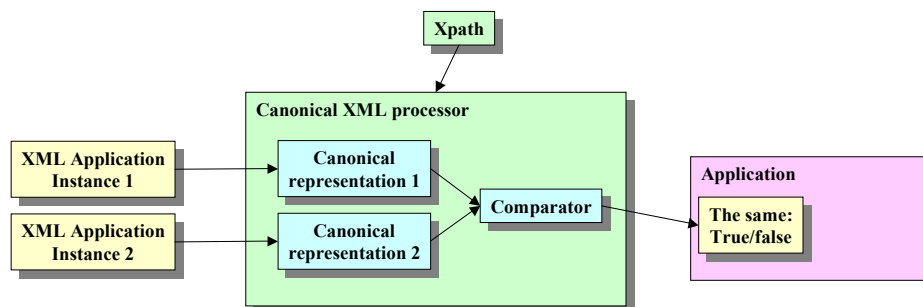 Xpath
Canonical XML processor
XML Application
Instance 1
Canonical
representation 1
XML Application
Instance 2
Canonical
representation 2
Comparator
Application
The same:
True/false